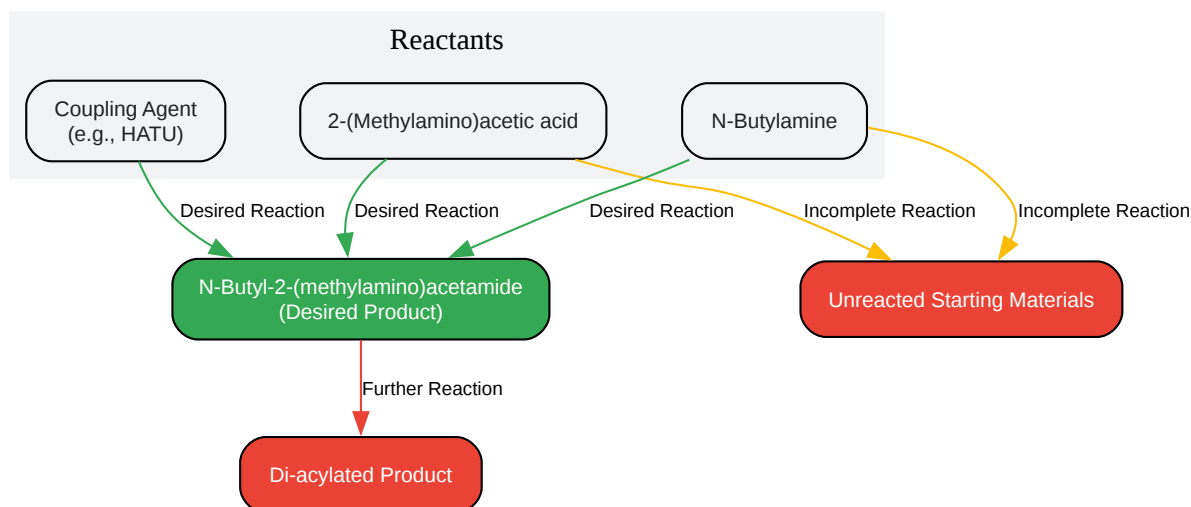 Reactants
Coupling Agent
(e.g., HATU)
2-(Methylamino)acetic acid
N-Butylamine
Desired Reaction
Desired Reaction
Desired Reaction
Incomplete Reaction
Incomplete Reaction
N-Butyl-2-(methylamino)acetamide
(Desired Product)
Unreacted Starting Materials
Further Reaction
Di-acylated Product